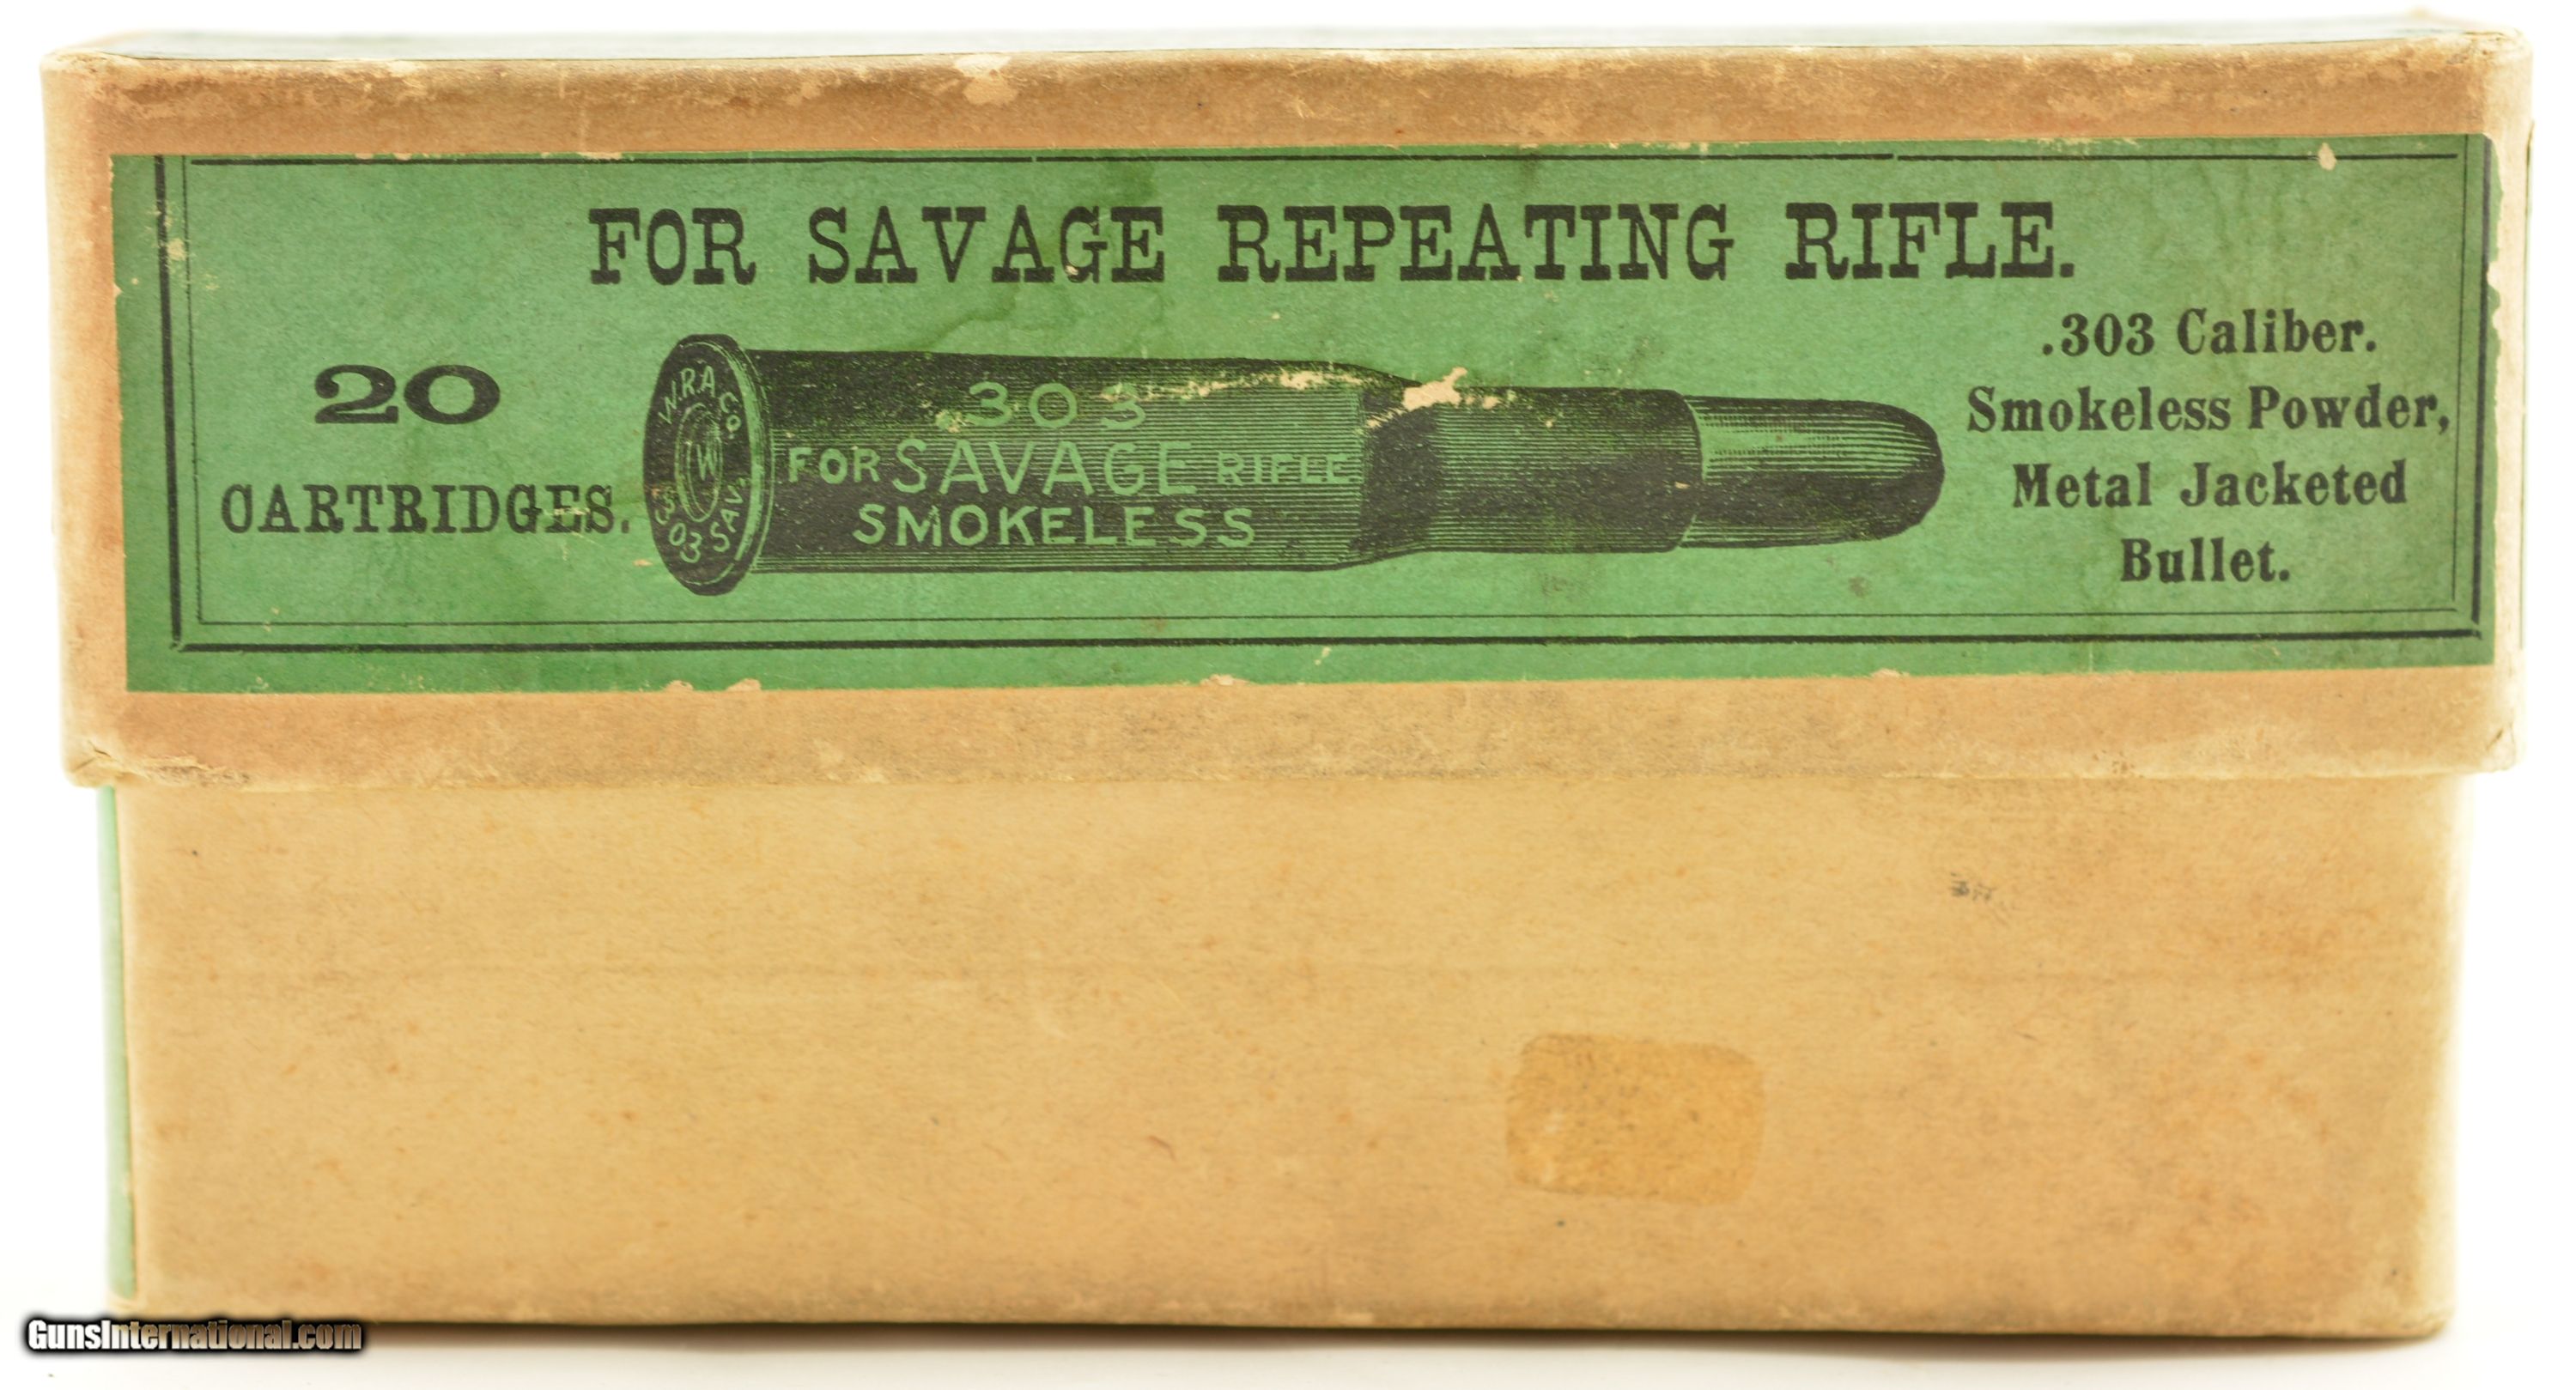 FOR SAVAGE REPEATING RIFLE.
20
CARTRIDGES.
W.R.A Co.
W
.303 SAV.
.303
FOR SAVAGE RIFLE
SMOKELESS
.303 Caliber.
Smokeless Powder,
Metal Jacketed
Bullet.
GunsInternational.com